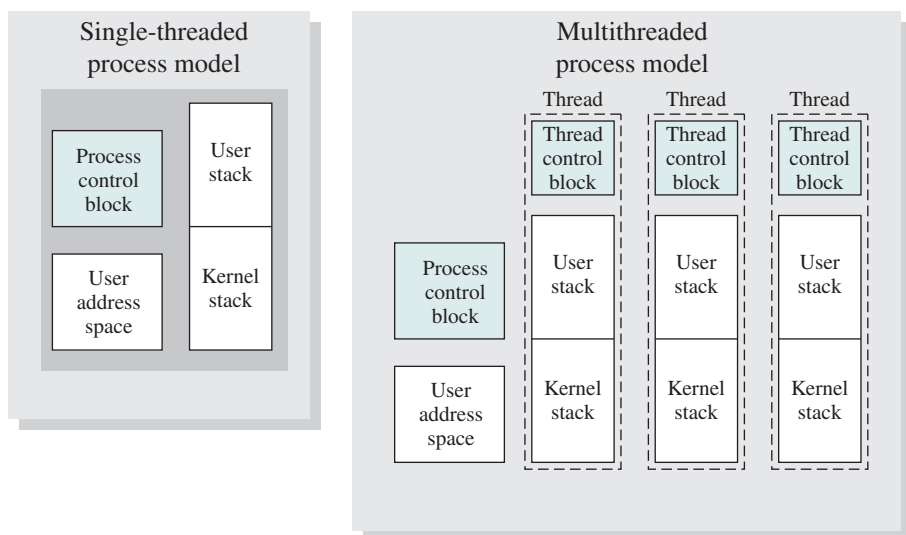 Single-threaded
process model
Process
control
block
User
stack
User
address
space
Kernel
stack
Multithreaded
process model
Thread
Thread
Thread
Thread
control
block
Thread
control
block
Thread
control
block
Process
control
block
User
stack
User
stack
User
stack
User
address
space
Kernel
stack
Kernel
stack
Kernel
stack